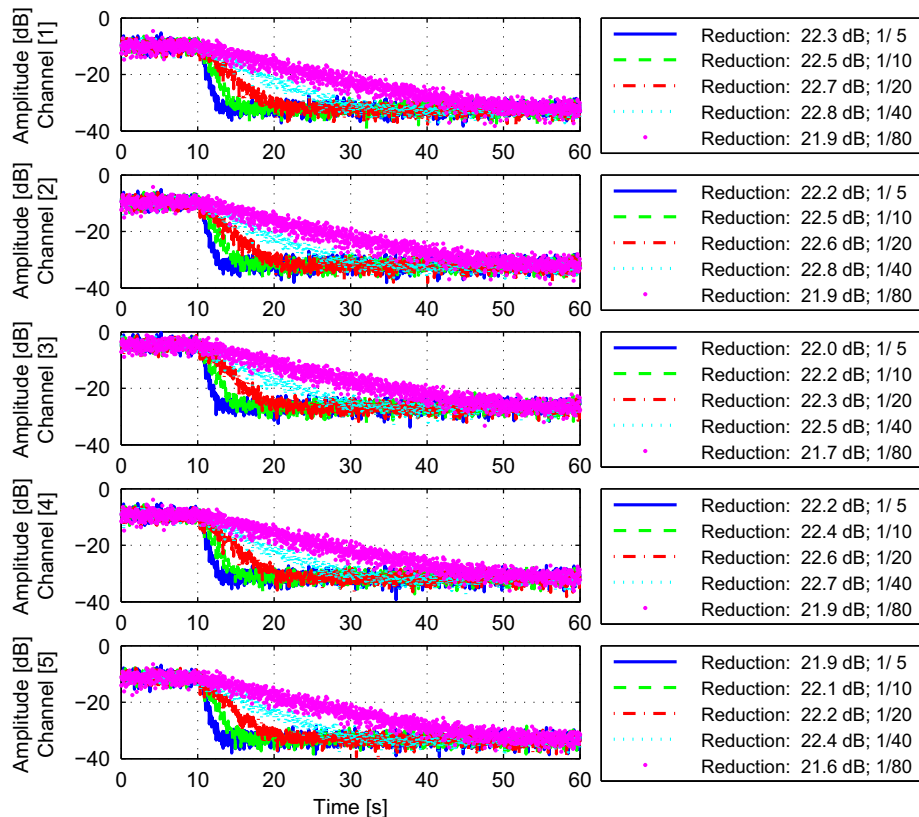 Amplitude [dB]
Channel [1]
0
−20
−40
0 10 20 30 40 50 60
Reduction: 22.3 dB; 1/ 5
Reduction: 22.5 dB; 1/10
Reduction: 22.7 dB; 1/20
Reduction: 22.8 dB; 1/40
Reduction: 21.9 dB; 1/80
Amplitude [dB]
Channel [2]
0
−20
−40
0 10 20 30 40 50 60
Reduction: 22.2 dB; 1/ 5
Reduction: 22.5 dB; 1/10
Reduction: 22.6 dB; 1/20
Reduction: 22.8 dB; 1/40
Reduction: 21.9 dB; 1/80
Amplitude [dB]
Channel [3]
0
−20
−40
0 10 20 30 40 50 60
Reduction: 22.0 dB; 1/ 5
Reduction: 22.2 dB; 1/10
Reduction: 22.3 dB; 1/20
Reduction: 22.5 dB; 1/40
Reduction: 21.7 dB; 1/80
Amplitude [dB]
Channel [4]
0
−20
−40
0 10 20 30 40 50 60
Reduction: 22.2 dB; 1/ 5
Reduction: 22.4 dB; 1/10
Reduction: 22.6 dB; 1/20
Reduction: 22.7 dB; 1/40
Reduction: 21.9 dB; 1/80
Amplitude [dB]
Channel [5]
0
−20
−40
0 10 20 30 40 50 60
Time [s]
Reduction: 21.9 dB; 1/ 5
Reduction: 22.1 dB; 1/10
Reduction: 22.2 dB; 1/20
Reduction: 22.4 dB; 1/40
Reduction: 21.6 dB; 1/80